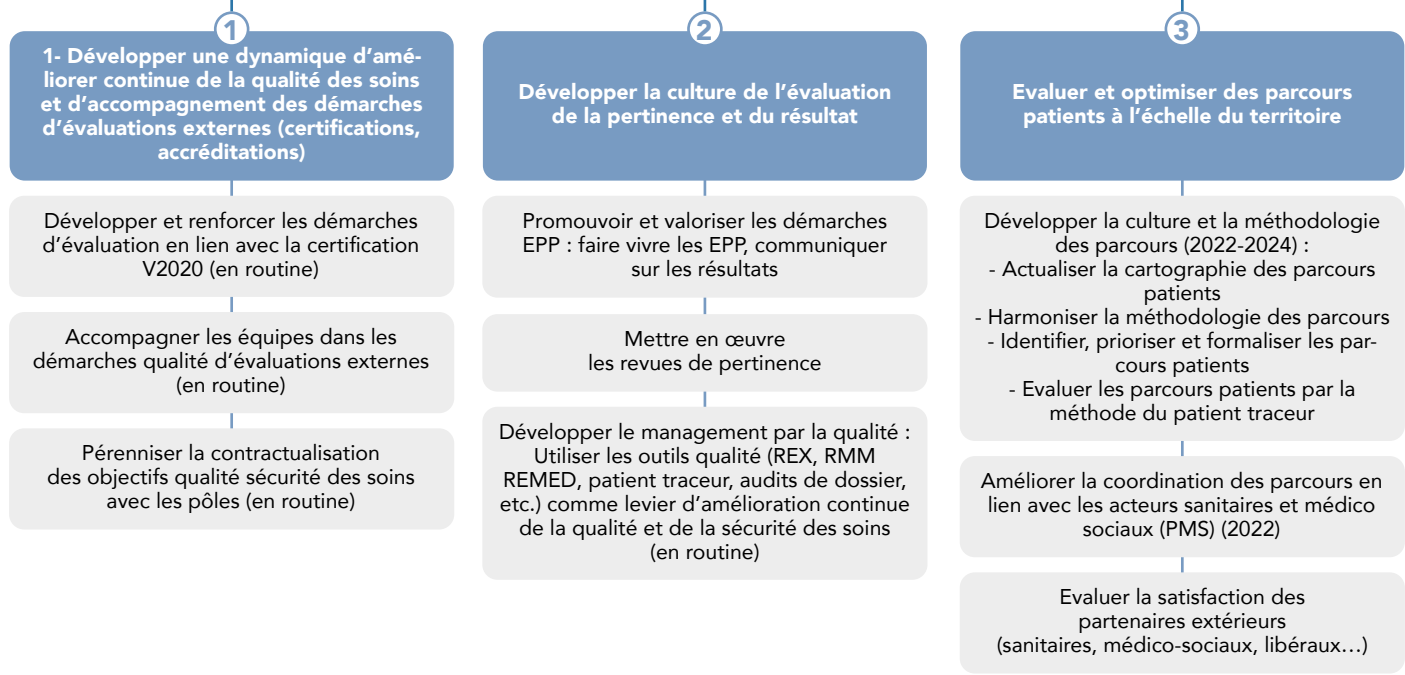 1
1- Développer une dynamique d'amé-
liorer continue de la qualité des soins
et d'accompagnement des démarches
d'évaluations externes (certifications,
accréditations)
Développer et renforcer les démarches
d'évaluation en lien avec la certification
V2020 (en routine)
Accompagner les équipes dans les
démarches qualité d'évaluations externes
(en routine)
Pérenniser la contractualisation
des objectifs qualité sécurité des soins
avec les pôles (en routine)
2
Développer la culture de l'évaluation
de la pertinence et du résultat
Promouvoir et valoriser les démarches
EPP : faire vivre les EPP, communiquer
sur les résultats
Mettre en œuvre
les revues de pertinence
Développer le management par la qualité :
Utiliser les outils qualité (REX, RMM
REMED, patient traceur, audits de dossier,
etc.) comme levier d'amélioration continue
de la qualité et de la sécurité des soins
(en routine)
3
Evaluer et optimiser des parcours
patients à l'échelle du territoire
Développer la culture et la méthodologie
des parcours (2022-2024) :
- Actualiser la cartographie des parcours
patients
- Harmoniser la méthodologie des parcours
- Identifier, prioriser et formaliser les par-
cours patients
- Evaluer les parcours patients par la
méthode du patient traceur
Améliorer la coordination des parcours en
lien avec les acteurs sanitaires et médico
sociaux (PMS) (2022)
Evaluer la satisfaction des
partenaires extérieurs
(sanitaires, médico-sociaux, libéraux…)